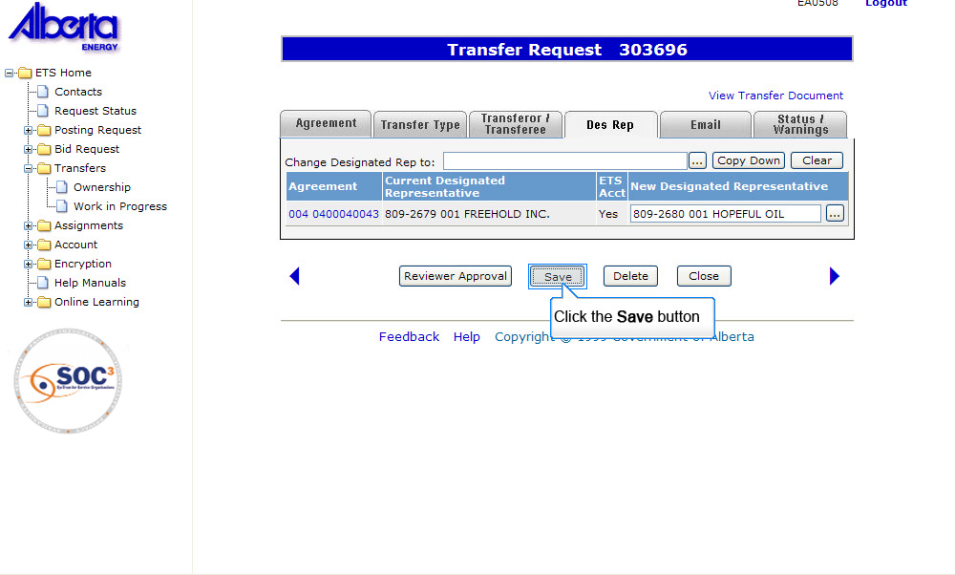 Alberta
ENERGY
EA0508 Logout
ETS Home
Contacts
Request Status
Posting Request
Bid Request
Transfers
Ownership
Work in Progress
Assignments
Account
Encryption
Help Manuals
Online Learning
SOC3
Transfer Request 303696
View Transfer Document
Agreement Transfer Type Transferor / Transferee Des Rep Email Status / Warnings
Change Designated Rep to: ... Copy Down Clear
Agreement Current Designated Representative ETS Acct New Designated Representative
004 0400040043 809-2679 001 FREEHOLD INC. Yes 809-2680 001 HOPEFUL OIL ...
Reviewer Approval Save Delete Close
Click the Save button
Feedback Help Copyright © 1999 Government of Alberta